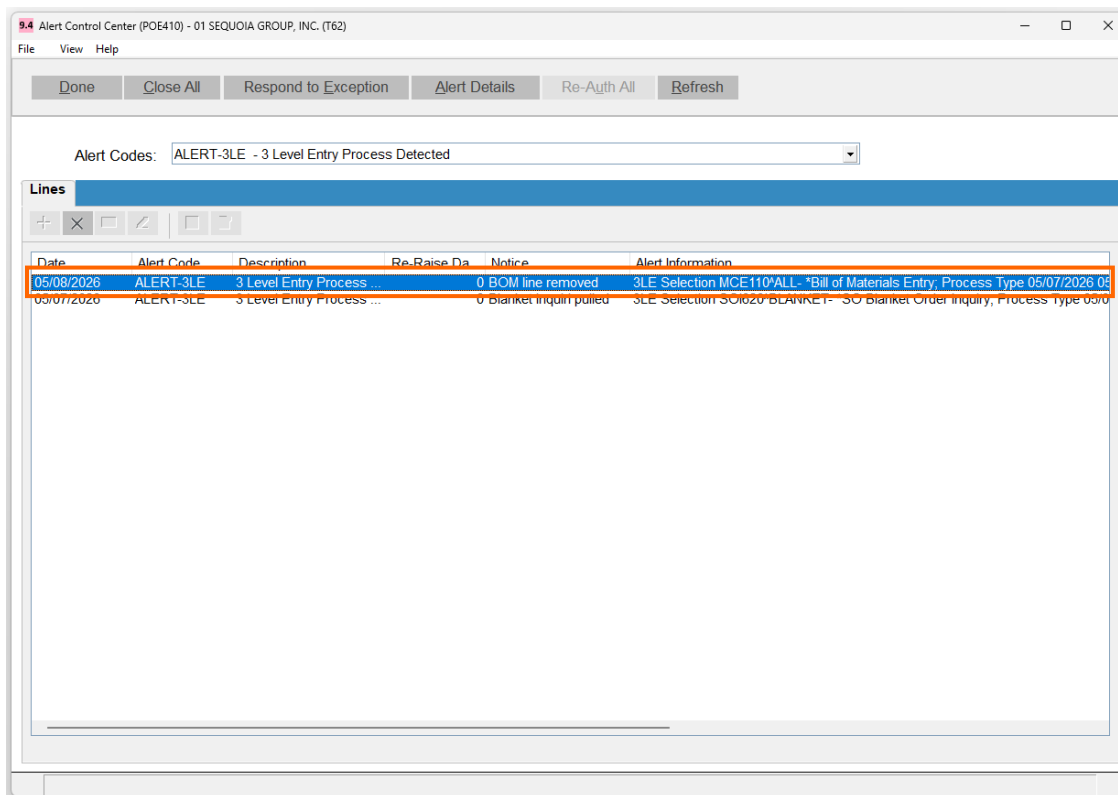 9.4 Alert Control Center (POE410) - 01 SEQUOIA GROUP, INC. (T62)
File View Help
Done Close All Respond to Exception Alert Details Re-Auth All Refresh
Alert Codes: ALERT-3LE - 3 Level Entry Process Detected
Lines
Date Alert Code Description Re-Raise Da Notice Alert Information
05/08/2026 ALERT-3LE 3 Level Entry Process ... 0 BOM line removed 3LE Selection MCE110^ALL- *Bill of Materials Entry; Process Type 05/07/2026 05
05/07/2026 ALERT-3LE 3 Level Entry Process ... 0 Blanket inquiri pulled 3LE Selection SOI620^BLANKET- *SO Blanket Order Inquiry; Process Type 05/0